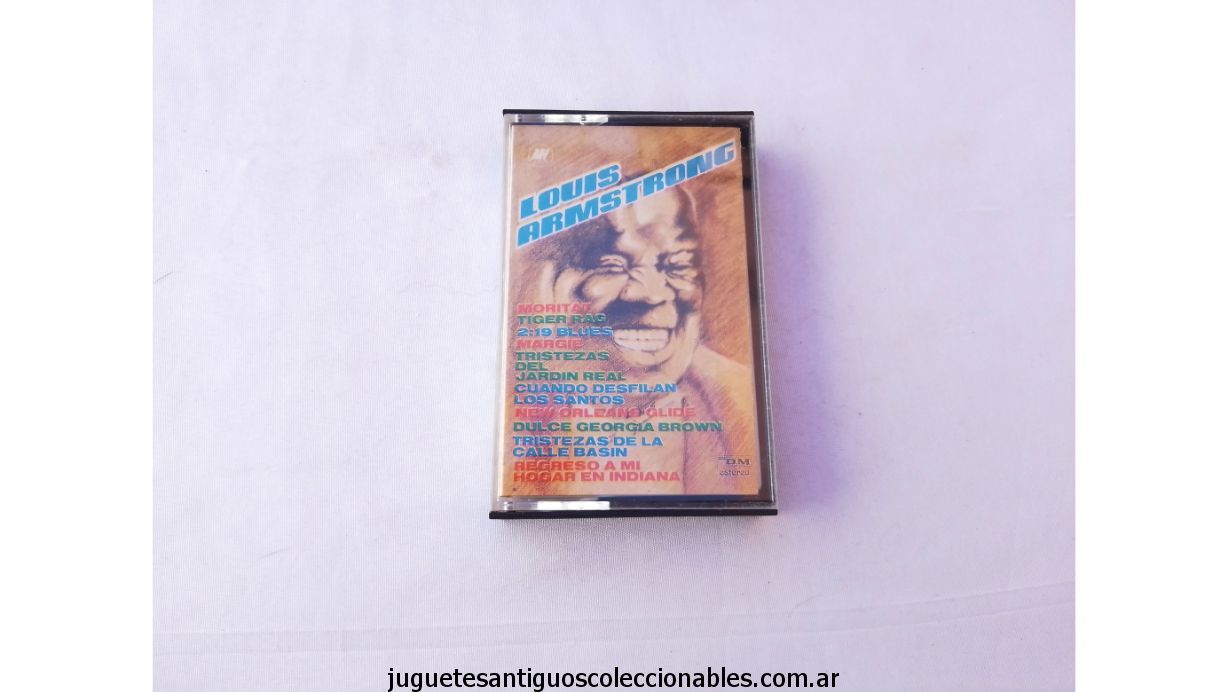 LOUIS
ARMSTRONG
MORITAT
TIGER RAG
2:19 BLUES
MARGIE
TRISTEZAS
DEL
JARDIN REAL
CUANDO DESFILAN
LOS SANTOS
NEW ORLEANS GLIDE
DULCE GEORGIA BROWN
TRISTEZAS DE LA
CALLE BASIN
REGRESO A MI
HOGAR EN INDIANA
DM
estereo
juguetesantiguoscoleccionables.com.ar